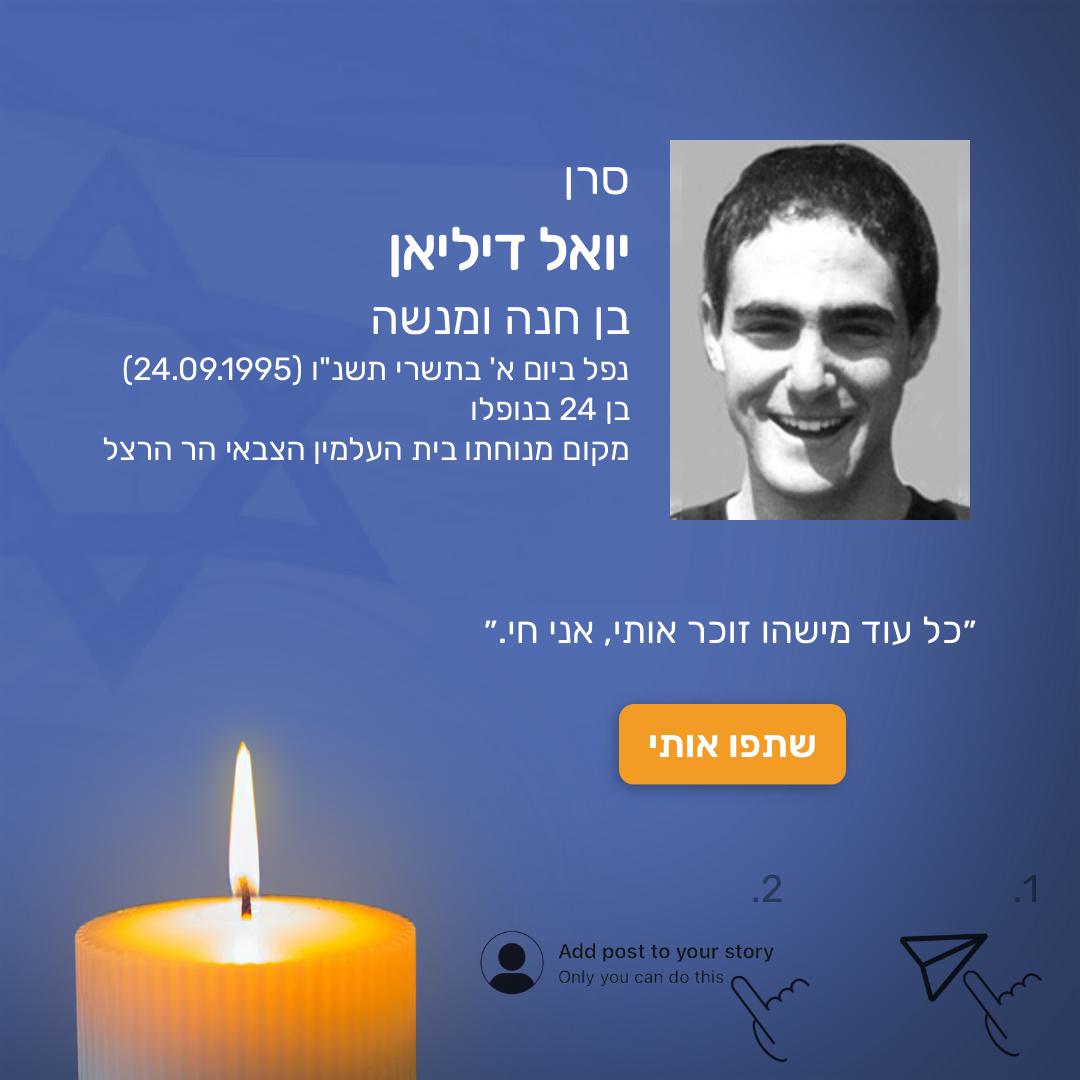 סרן
יואל דיליאן
בן חנה ומנשה
נפל ביום א' בתשרי תשנ"ו (24.09.1995)
בן 24 בנופלו
מקום מנוחתו בית העלמין הצבאי הר הרצל
״כל עוד מישהו זוכר אותי, אני חי.״
שתפו אותי
1.
2.
Add post to your story
Only you can do this